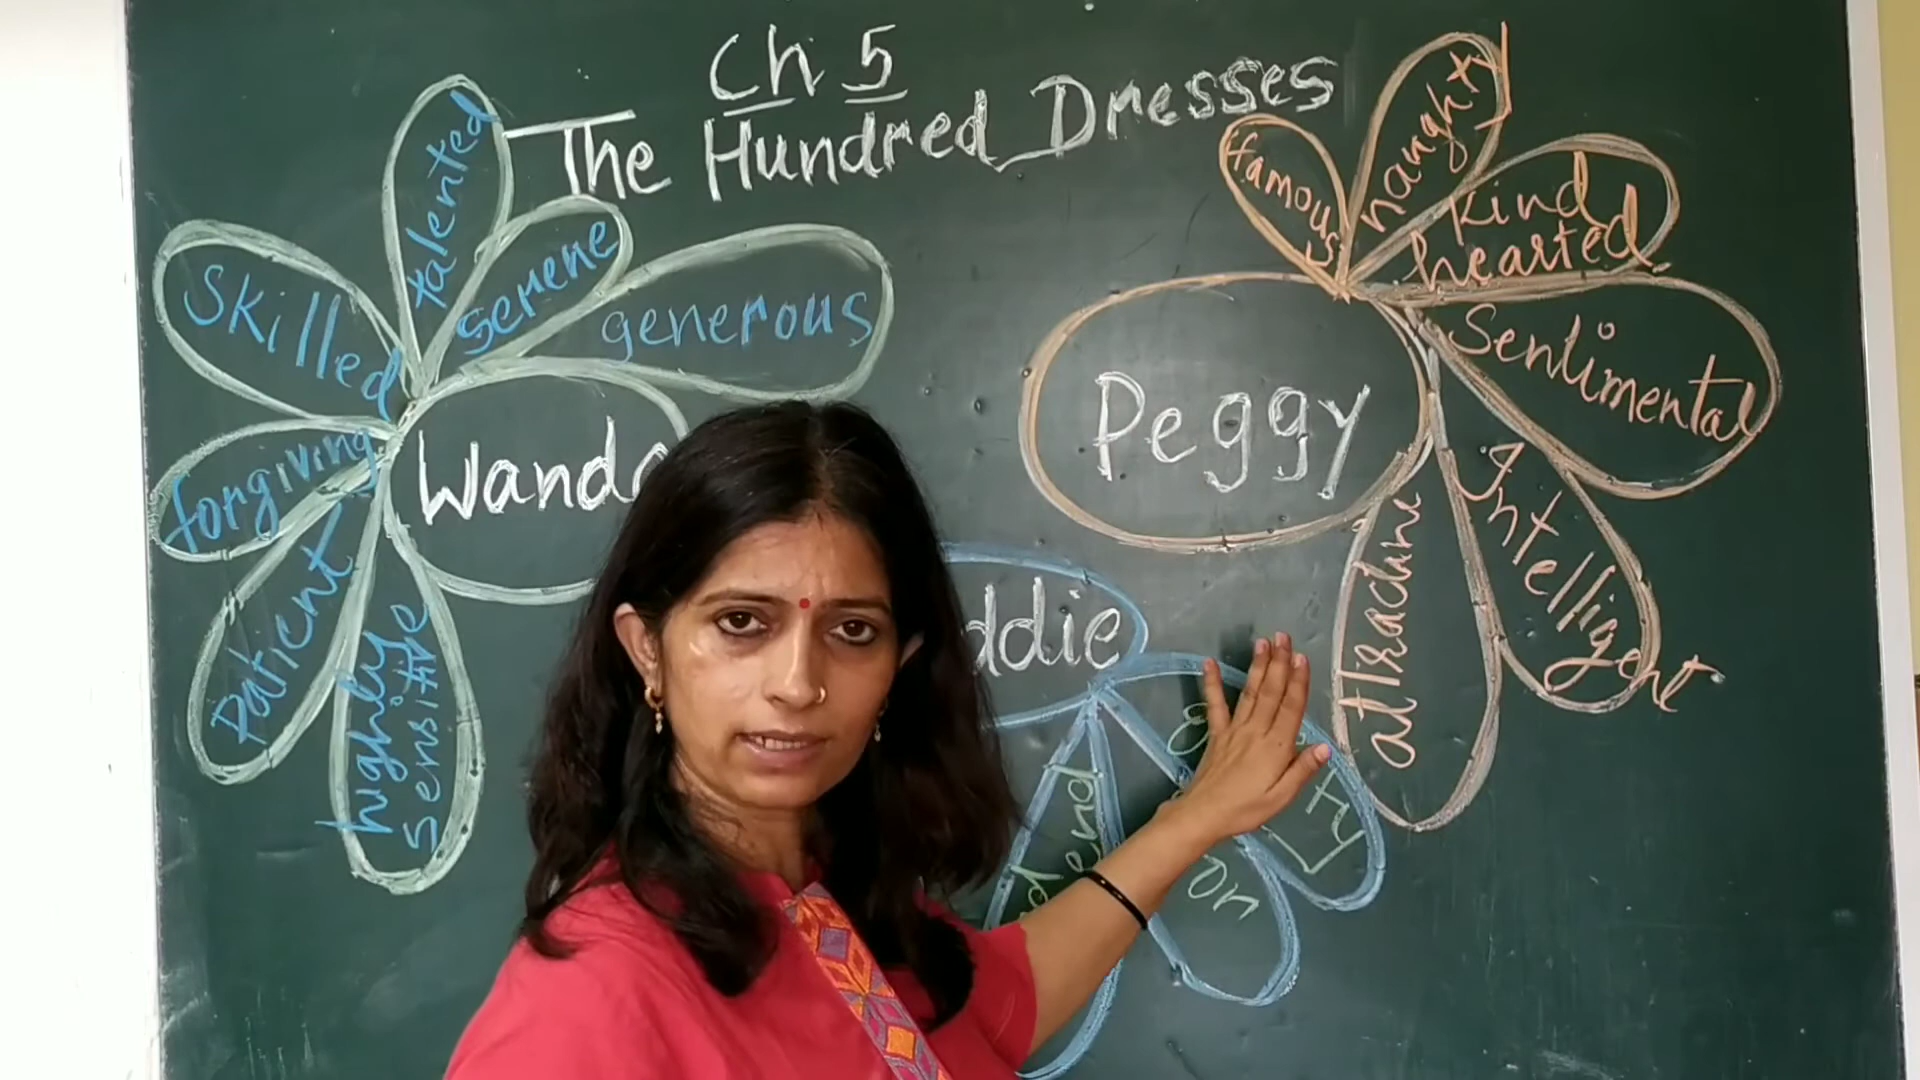 Ch 5
The Hundred Dresses
talented
serene
generous
Skilled
forgiving
Patient
highly
sensitive
Wanda
famous
naughty
kind
hearted
Sentimental
Intelligent
attractive
Peggy
ddie